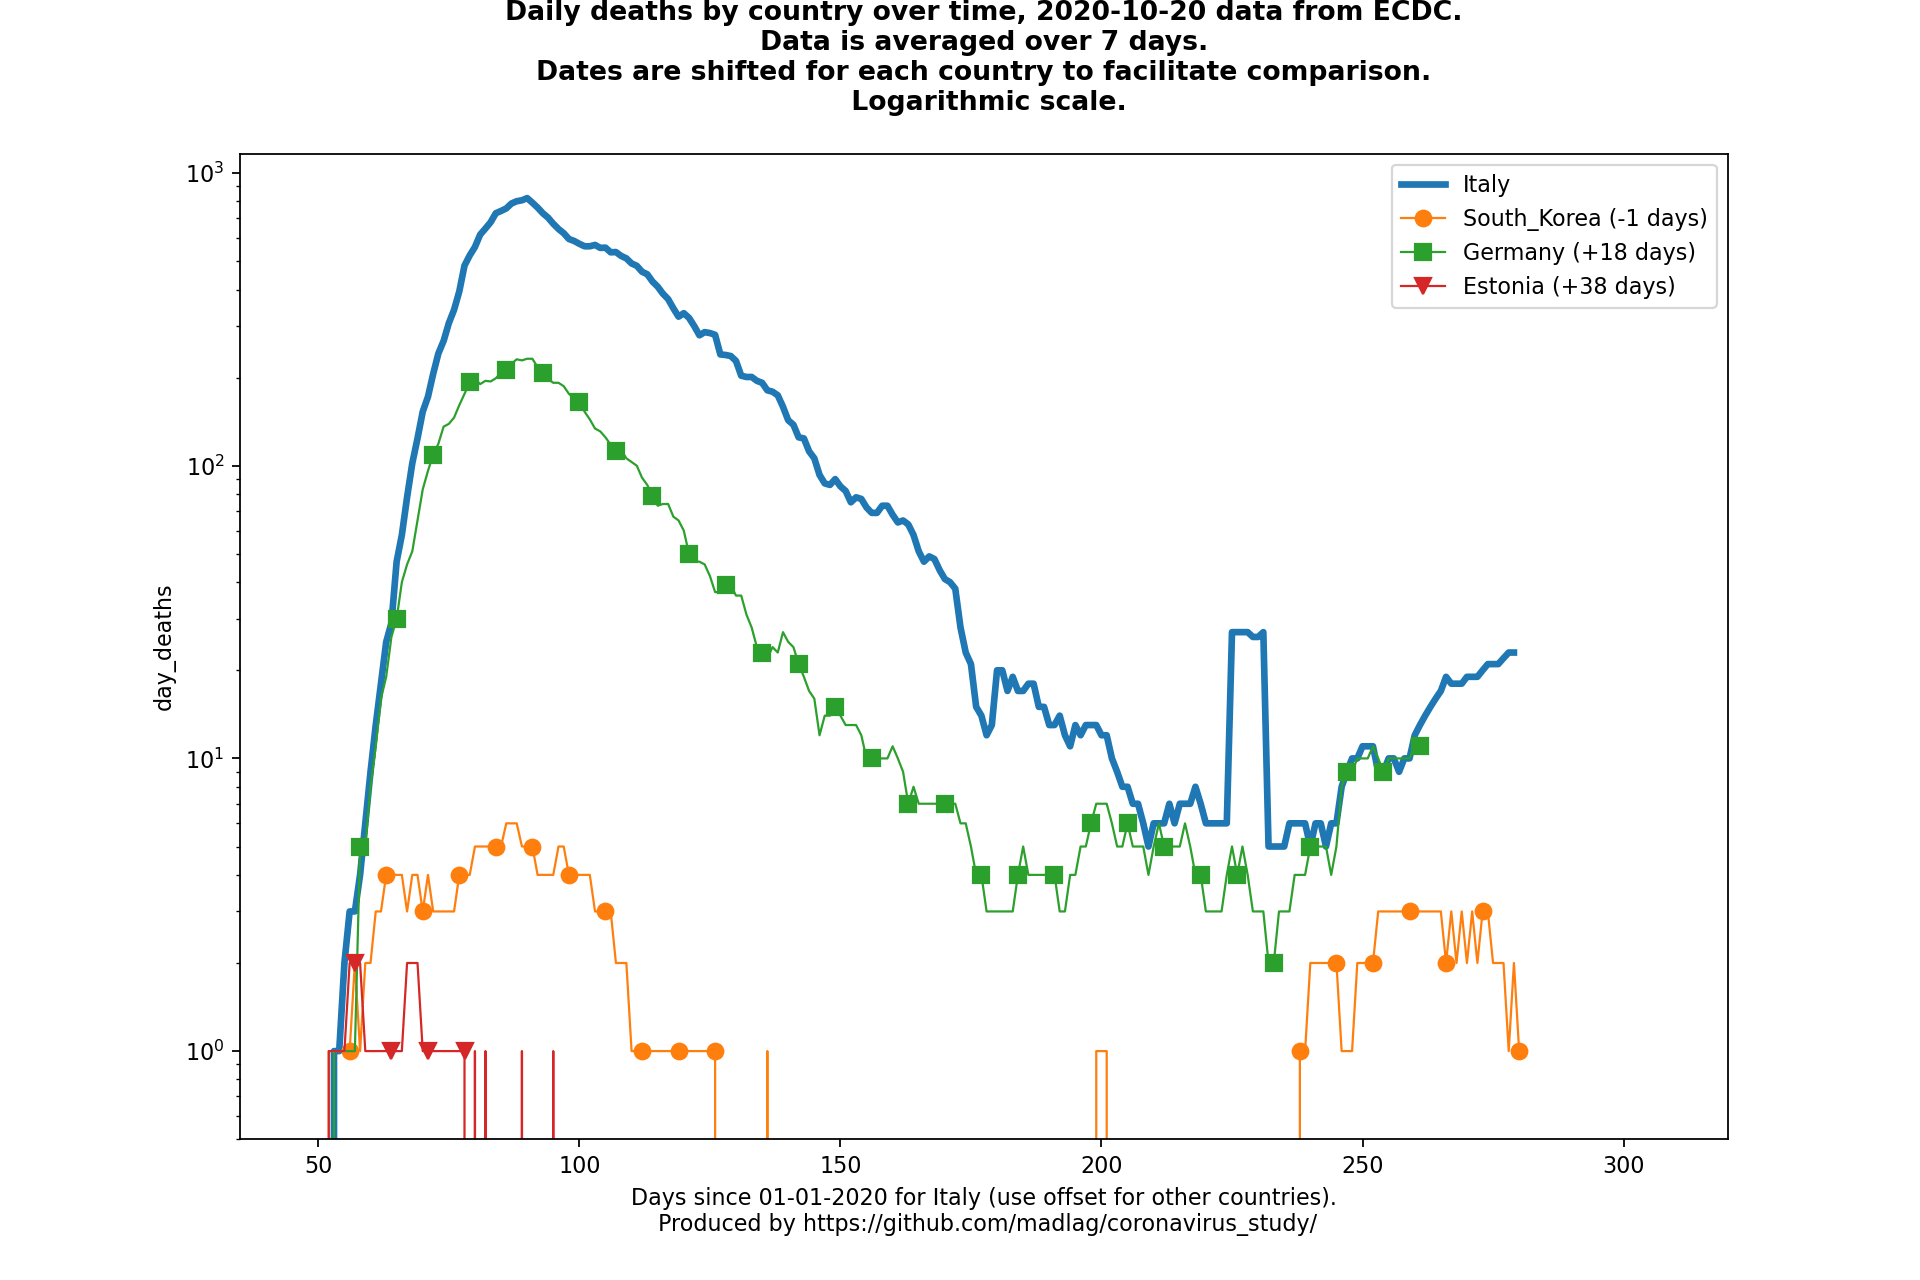 Daily deaths by country over time, 2020-10-20 data from ECDC.
Data is averaged over 7 days.
Dates are shifted for each country to facilitate comparison.
Logarithmic scale.
10³
10²
10¹
10⁰
day_deaths
Italy
South_Korea (-1 days)
Germany (+18 days)
Estonia (+38 days)
50 100 150 200 250 300
Days since 01-01-2020 for Italy (use offset for other countries).
Produced by https://github.com/madlag/coronavirus_study/